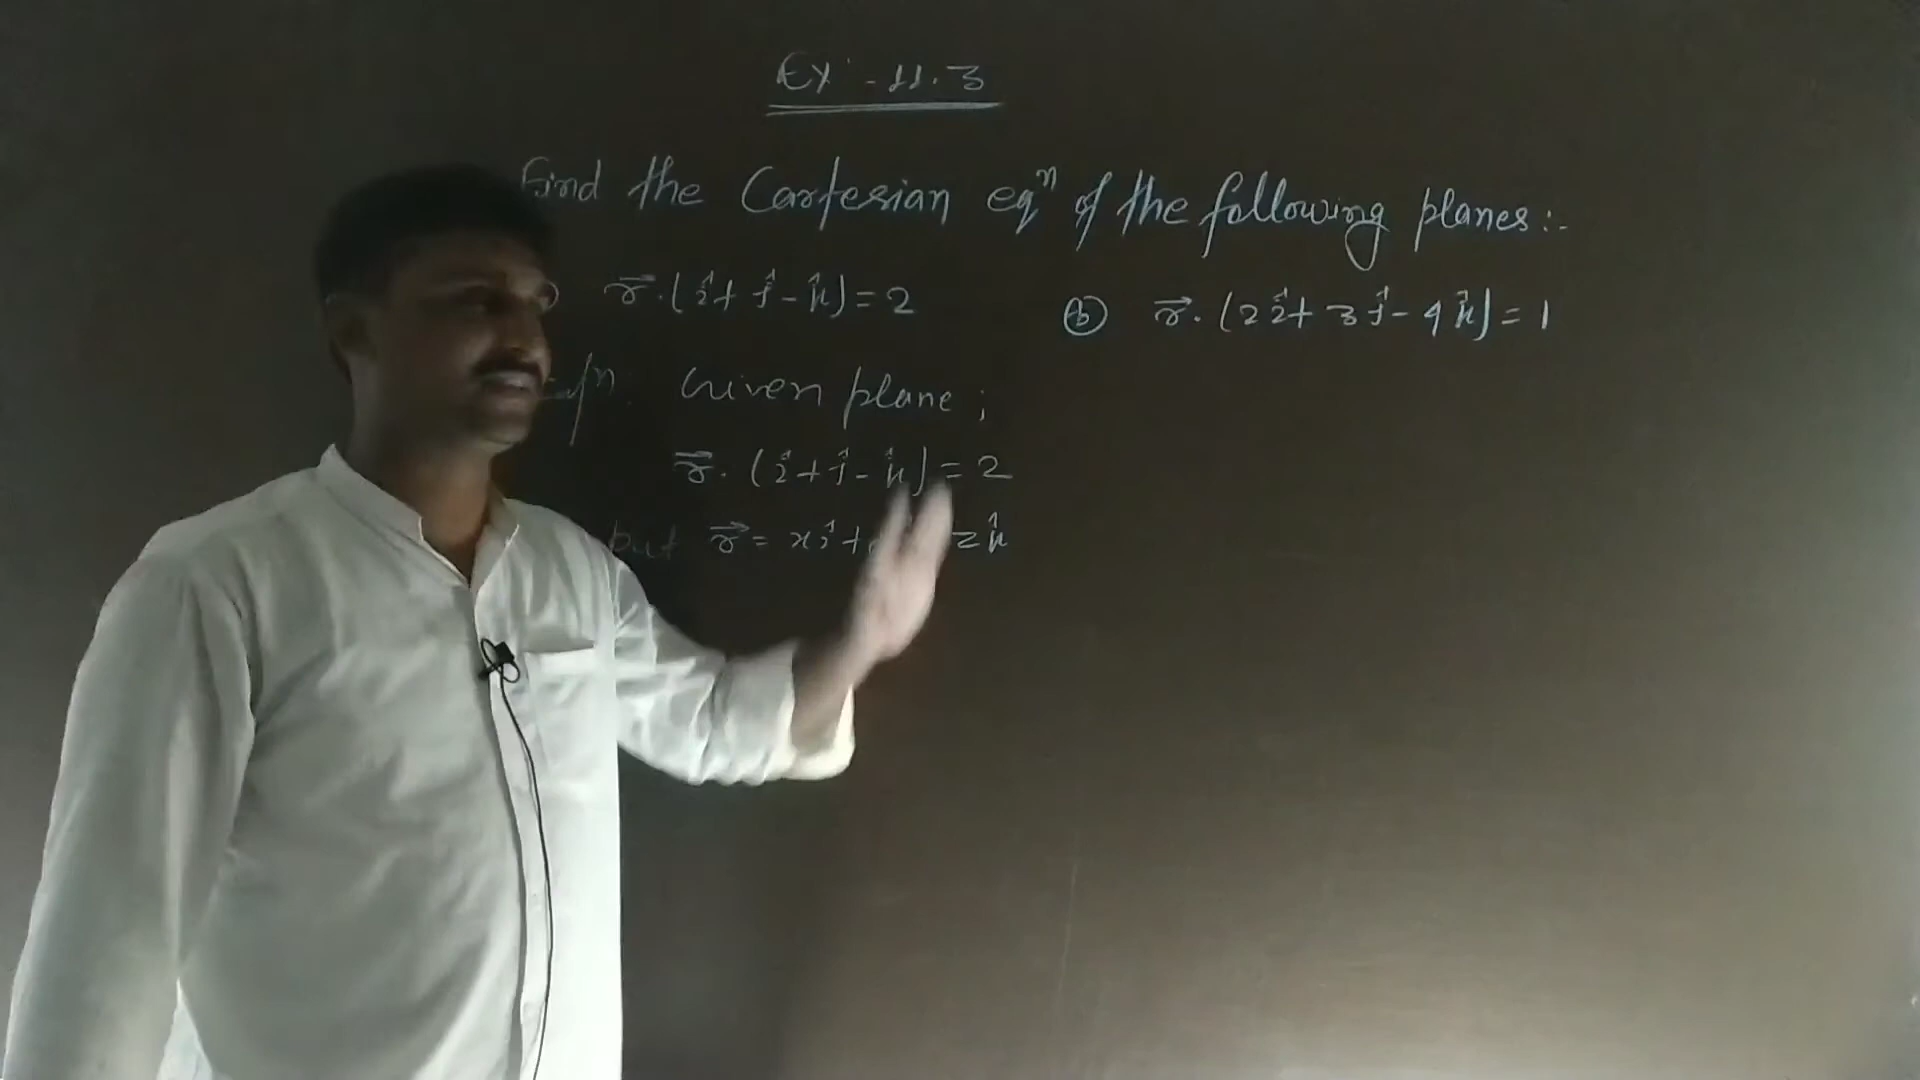 Ex - 11.3
Find the Cartesian eqⁿ of the following planes:-
r⃗.(î+ĵ-k̂)=2
ⓑ r⃗.(2î+3ĵ-4k̂)=1
Given plane;
r⃗.(î+ĵ-k̂)=2
put r⃗= xî+ zk̂